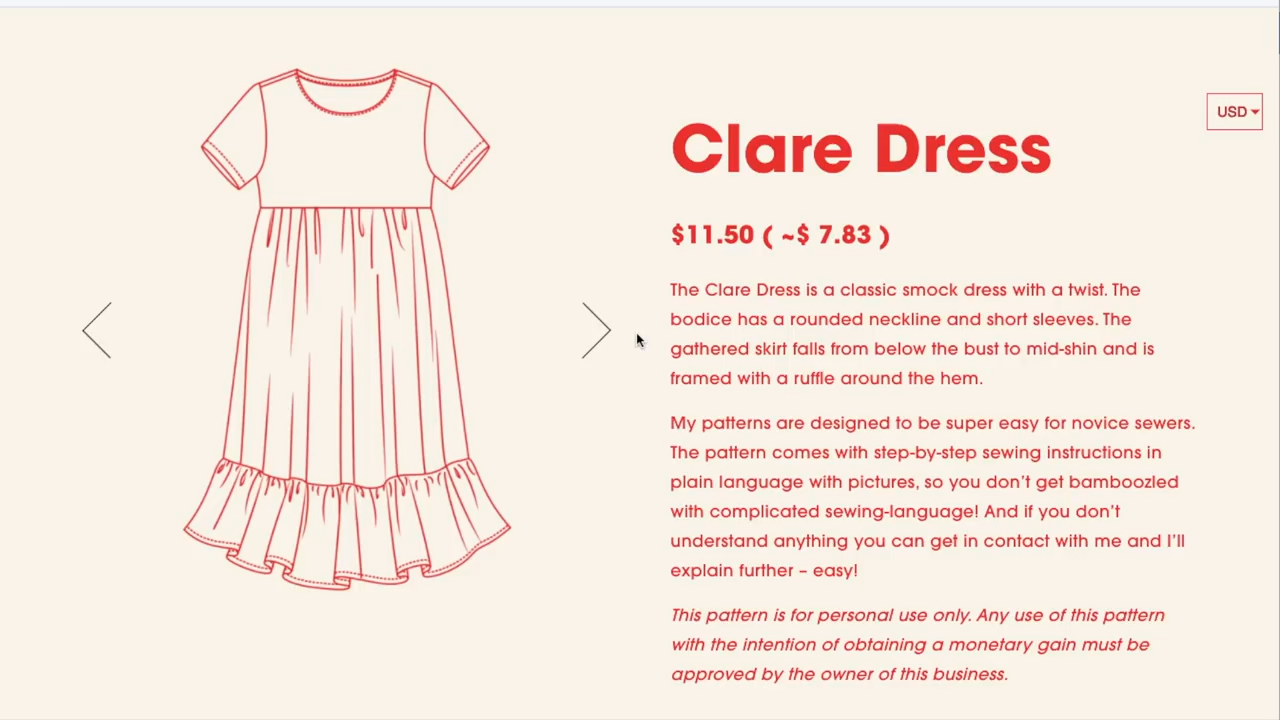 USD
Clare Dress
$11.50 ( ~$ 7.83 )
The Clare Dress is a classic smock dress with a twist. The
bodice has a rounded neckline and short sleeves. The
gathered skirt falls from below the bust to mid-shin and is
framed with a ruffle around the hem.
My patterns are designed to be super easy for novice sewers.
The pattern comes with step-by-step sewing instructions in
plain language with pictures, so you don't get bamboozled
with complicated sewing-language! And if you don't
understand anything you can get in contact with me and I'll
explain further – easy!
This pattern is for personal use only. Any use of this pattern
with the intention of obtaining a monetary gain must be
approved by the owner of this business.